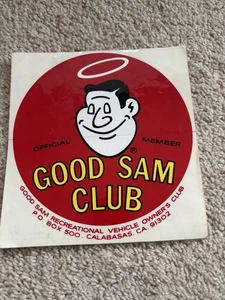 OFFICIAL MEMBER
®
GOOD SAM
CLUB
GOOD SAM RECREATIONAL VEHICLE OWNER'S CLUB
P.O. BOX 500 CALABASAS, CA. 91302